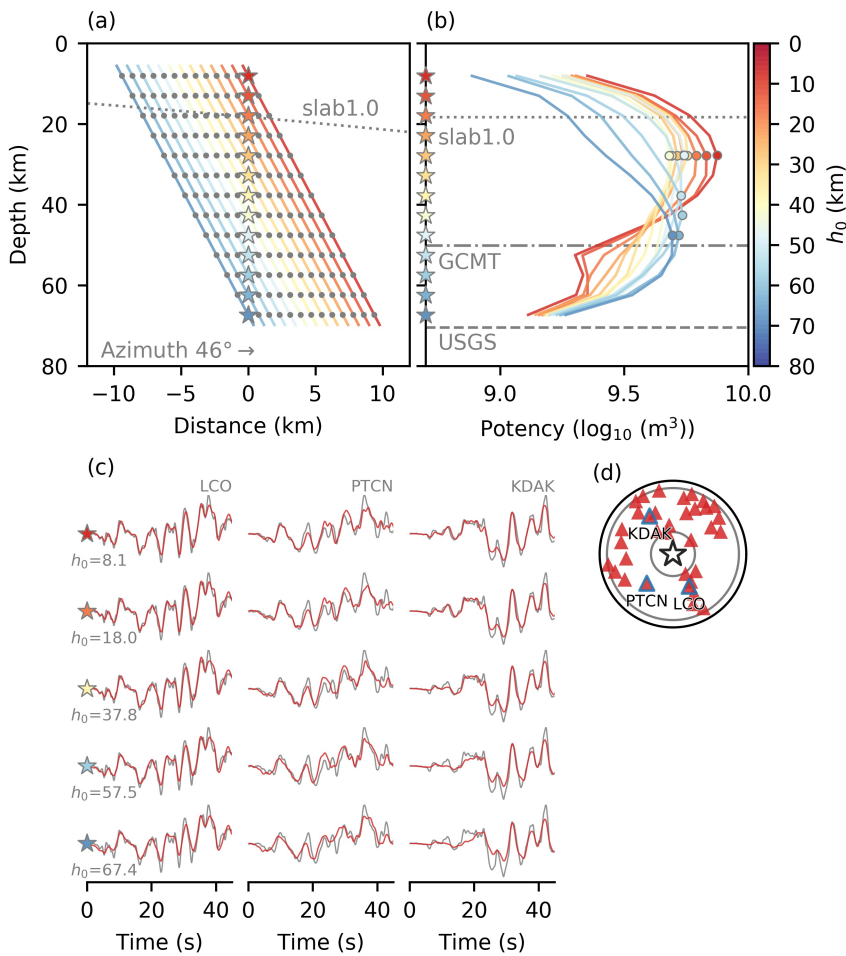 (a)
(b)
0
20
40
60
80
Depth (km)
slab1.0
Azimuth 46° →
−10 −5 0 5 10
Distance (km)
slab1.0
GCMT
USGS
9.0 9.5 10.0
Potency (log₁₀ (m³))
0
10
20
30
40
50
60
70
80
h₀ (km)
(c)
LCO PTCN KDAK
h₀=8.1
h₀=18.0
h₀=37.8
h₀=57.5
h₀=67.4
0 20 40 0 20 40 0 20 40
Time (s) Time (s) Time (s)
(d)
KDAK
PTCN LCO